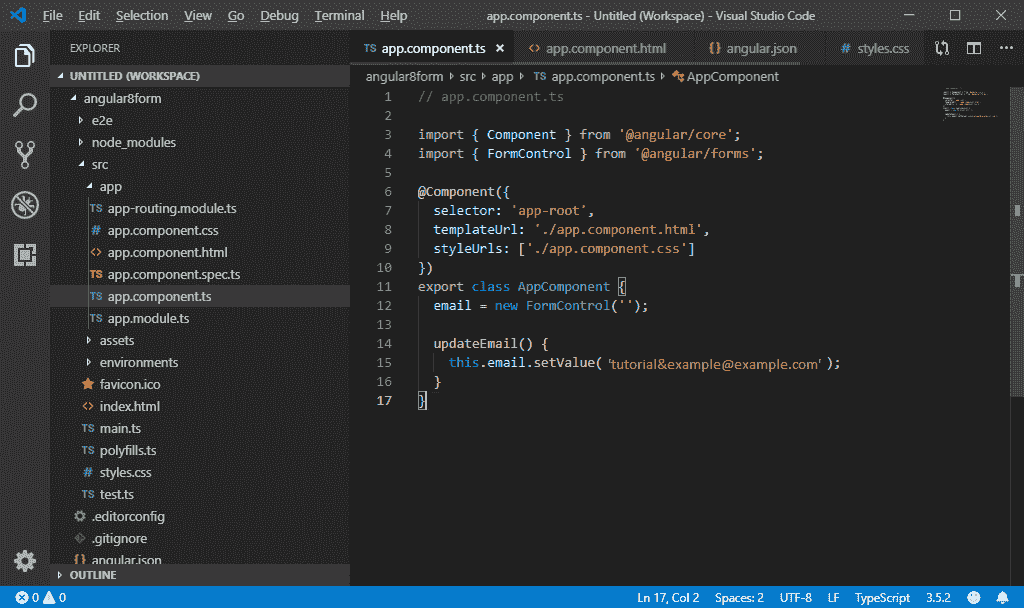 File Edit Selection View Go Debug Terminal Help app.component.ts - Untitled (Workspace) - Visual Studio Code
EXPLORER
UNTITLED (WORKSPACE)
angular8form
e2e
node_modules
src
app
TS app-routing.module.ts
# app.component.css
<> app.component.html
TS app.component.spec.ts
TS app.component.ts
TS app.module.ts
assets
environments
favicon.ico
<> index.html
TS main.ts
TS polyfills.ts
# styles.css
TS test.ts
.editorconfig
.gitignore
{} angular.json
OUTLINE
TS app.component.ts × <> app.component.html {} angular.json # styles.css ...
angular8form ▸ src ▸ app ▸ TS app.component.ts ▸ AppComponent
1 // app.component.ts
2
3 import { Component } from '@angular/core';
4 import { FormControl } from '@angular/forms';
5
6 @Component({
7 selector: 'app-root',
8 templateUrl: './app.component.html',
9 styleUrls: ['./app.component.css']
10 })
11 export class AppComponent {
12 email = new FormControl('');
13
14 updateEmail() {
15 this.email.setValue( 'tutorial&example@example.com' );
16 }
17 }
0 0 Ln 17, Col 2 Spaces: 2 UTF-8 LF TypeScript 3.5.2